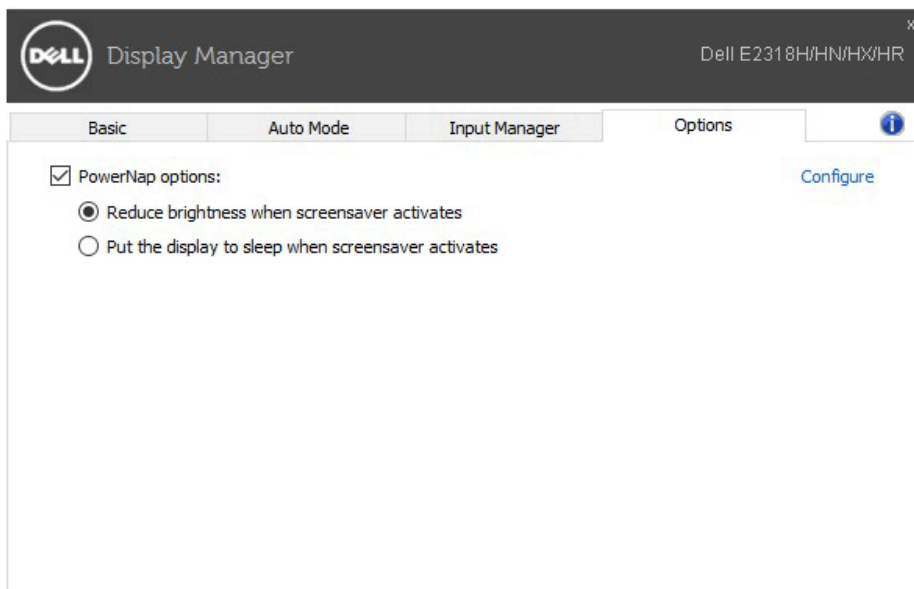 x
DELL Display Manager
Dell E2318H/HN/HX/HR
Basic Auto Mode Input Manager Options i
PowerNap options: Configure
Reduce brightness when screensaver activates
Put the display to sleep when screensaver activates